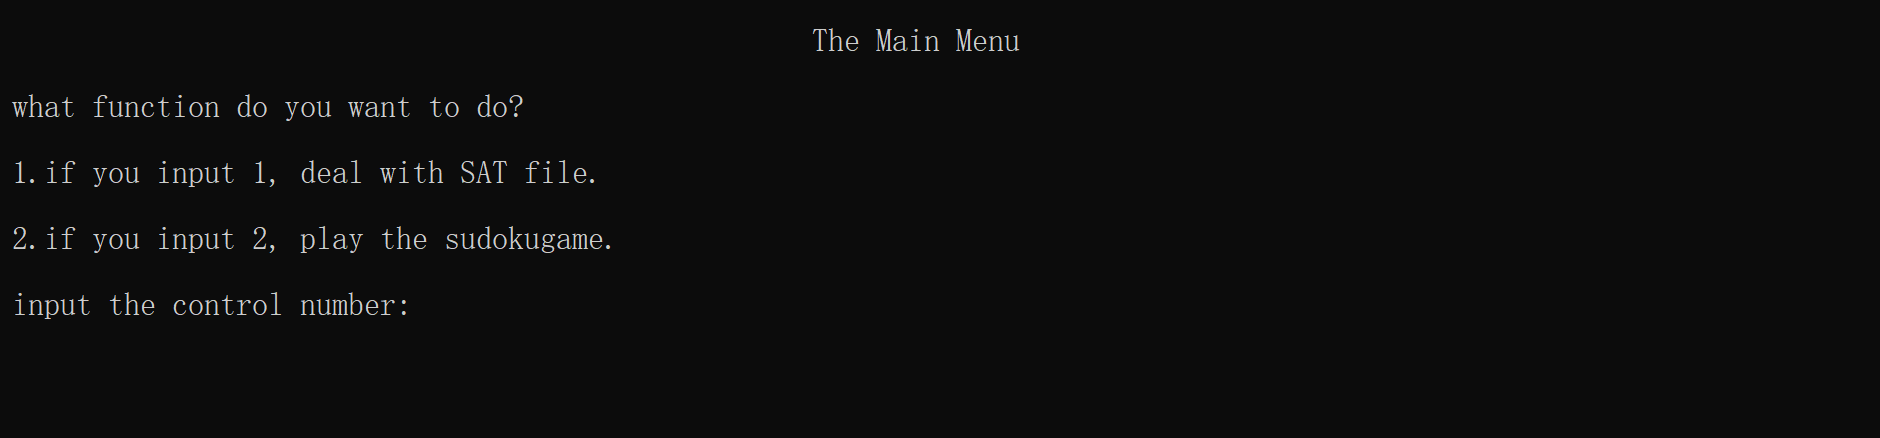 The Main Menu
what function do you want to do?
1.if you input 1, deal with SAT file.
2.if you input 2, play the sudokugame.
input the control number: